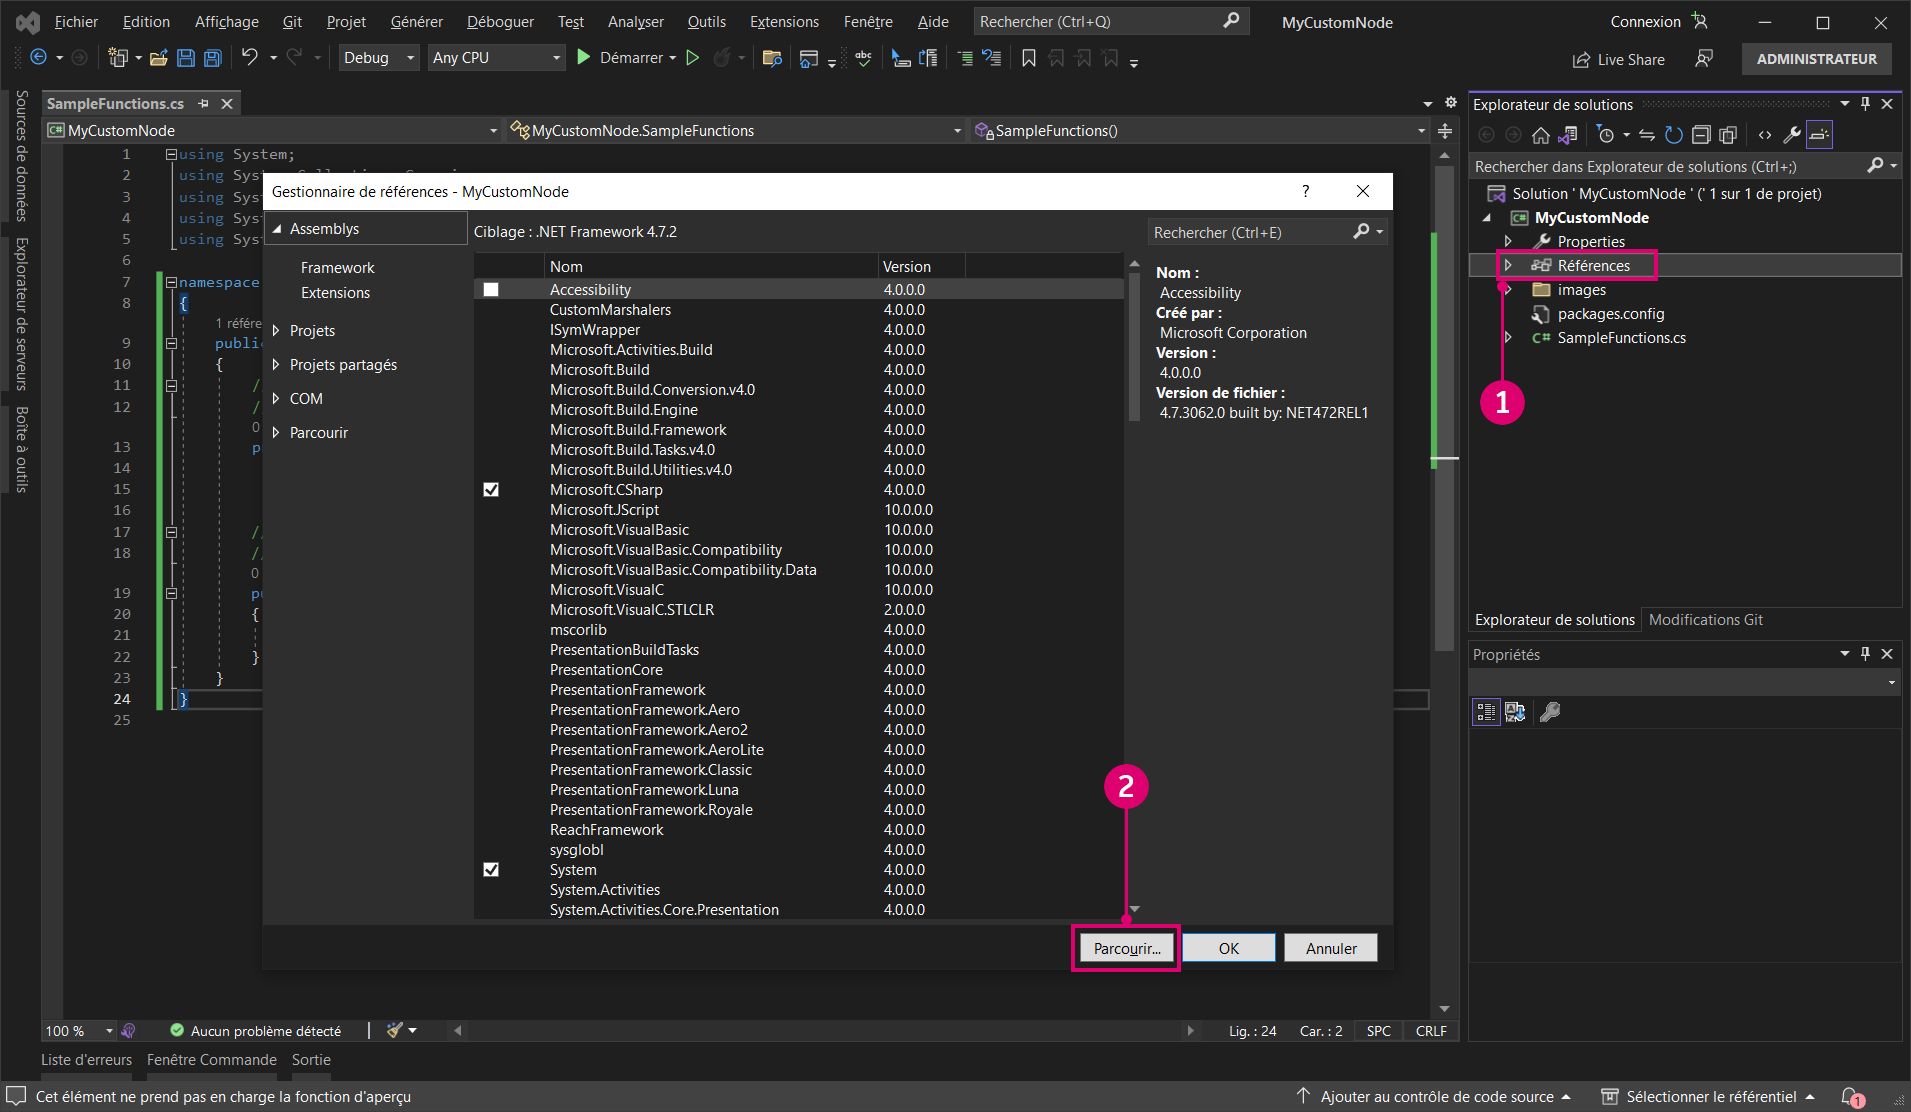 Fichier Edition Affichage Git Projet Générer Déboguer Test Analyser Outils Extensions Fenêtre Aide Rechercher (Ctrl+Q) MyCustomNode Connexion
Debug Any CPU Démarrer abc Live Share ADMINISTRATEUR
Sources de données
Explorateur de serveurs
Boîte à outils
SampleFunctions.cs
MyCustomNode MyCustomNode.SampleFunctions SampleFunctions()
1 using System;
2 using Sys
3 using Sys
4 using Sys
5 using Sys
6
7 namespace
8 {
1 référe
9 public
10 {
11 /
12 /
0
13 p
14
15
16
17 /
18 /
0
19 pu
20 {
21
22 }
23 }
24 }
25
Gestionnaire de références - MyCustomNode ?
Assemblys
Framework
Extensions
Projets
Projets partagés
COM
Parcourir
Ciblage : .NET Framework 4.7.2
Rechercher (Ctrl+E)
Nom Version
Accessibility 4.0.0.0
CustomMarshalers 4.0.0.0
ISymWrapper 4.0.0.0
Microsoft.Activities.Build 4.0.0.0
Microsoft.Build 4.0.0.0
Microsoft.Build.Conversion.v4.0 4.0.0.0
Microsoft.Build.Engine 4.0.0.0
Microsoft.Build.Framework 4.0.0.0
Microsoft.Build.Tasks.v4.0 4.0.0.0
Microsoft.Build.Utilities.v4.0 4.0.0.0
Microsoft.CSharp 4.0.0.0
Microsoft.JScript 10.0.0.0
Microsoft.VisualBasic 10.0.0.0
Microsoft.VisualBasic.Compatibility 10.0.0.0
Microsoft.VisualBasic.Compatibility.Data 10.0.0.0
Microsoft.VisualC 10.0.0.0
Microsoft.VisualC.STLCLR 2.0.0.0
mscorlib 4.0.0.0
PresentationBuildTasks 4.0.0.0
PresentationCore 4.0.0.0
PresentationFramework 4.0.0.0
PresentationFramework.Aero 4.0.0.0
PresentationFramework.Aero2 4.0.0.0
PresentationFramework.AeroLite 4.0.0.0
PresentationFramework.Classic 4.0.0.0
PresentationFramework.Luna 4.0.0.0
PresentationFramework.Royale 4.0.0.0
ReachFramework 4.0.0.0
sysglobl 4.0.0.0
System 4.0.0.0
System.Activities 4.0.0.0
System.Activities.Core.Presentation 4.0.0.0
Nom :
Accessibility
Créé par :
Microsoft Corporation
Version :
4.0.0.0
Version de fichier :
4.7.3062.0 built by: NET472REL1
2
Parcourir... OK Annuler
Explorateur de solutions
Rechercher dans Explorateur de solutions (Ctrl+;)
Solution ' MyCustomNode ' (' 1 sur 1 de projet)
MyCustomNode
Properties
Références
images
packages.config
SampleFunctions.cs
1
Explorateur de solutions Modifications Git
Propriétés
100 % Aucun problème détecté Lig. : 24 Car. : 2 SPC CRLF
Liste d'erreurs Fenêtre Commande Sortie
Cet élément ne prend pas en charge la fonction d'aperçu Ajouter au contrôle de code source Sélectionner le référentiel 1